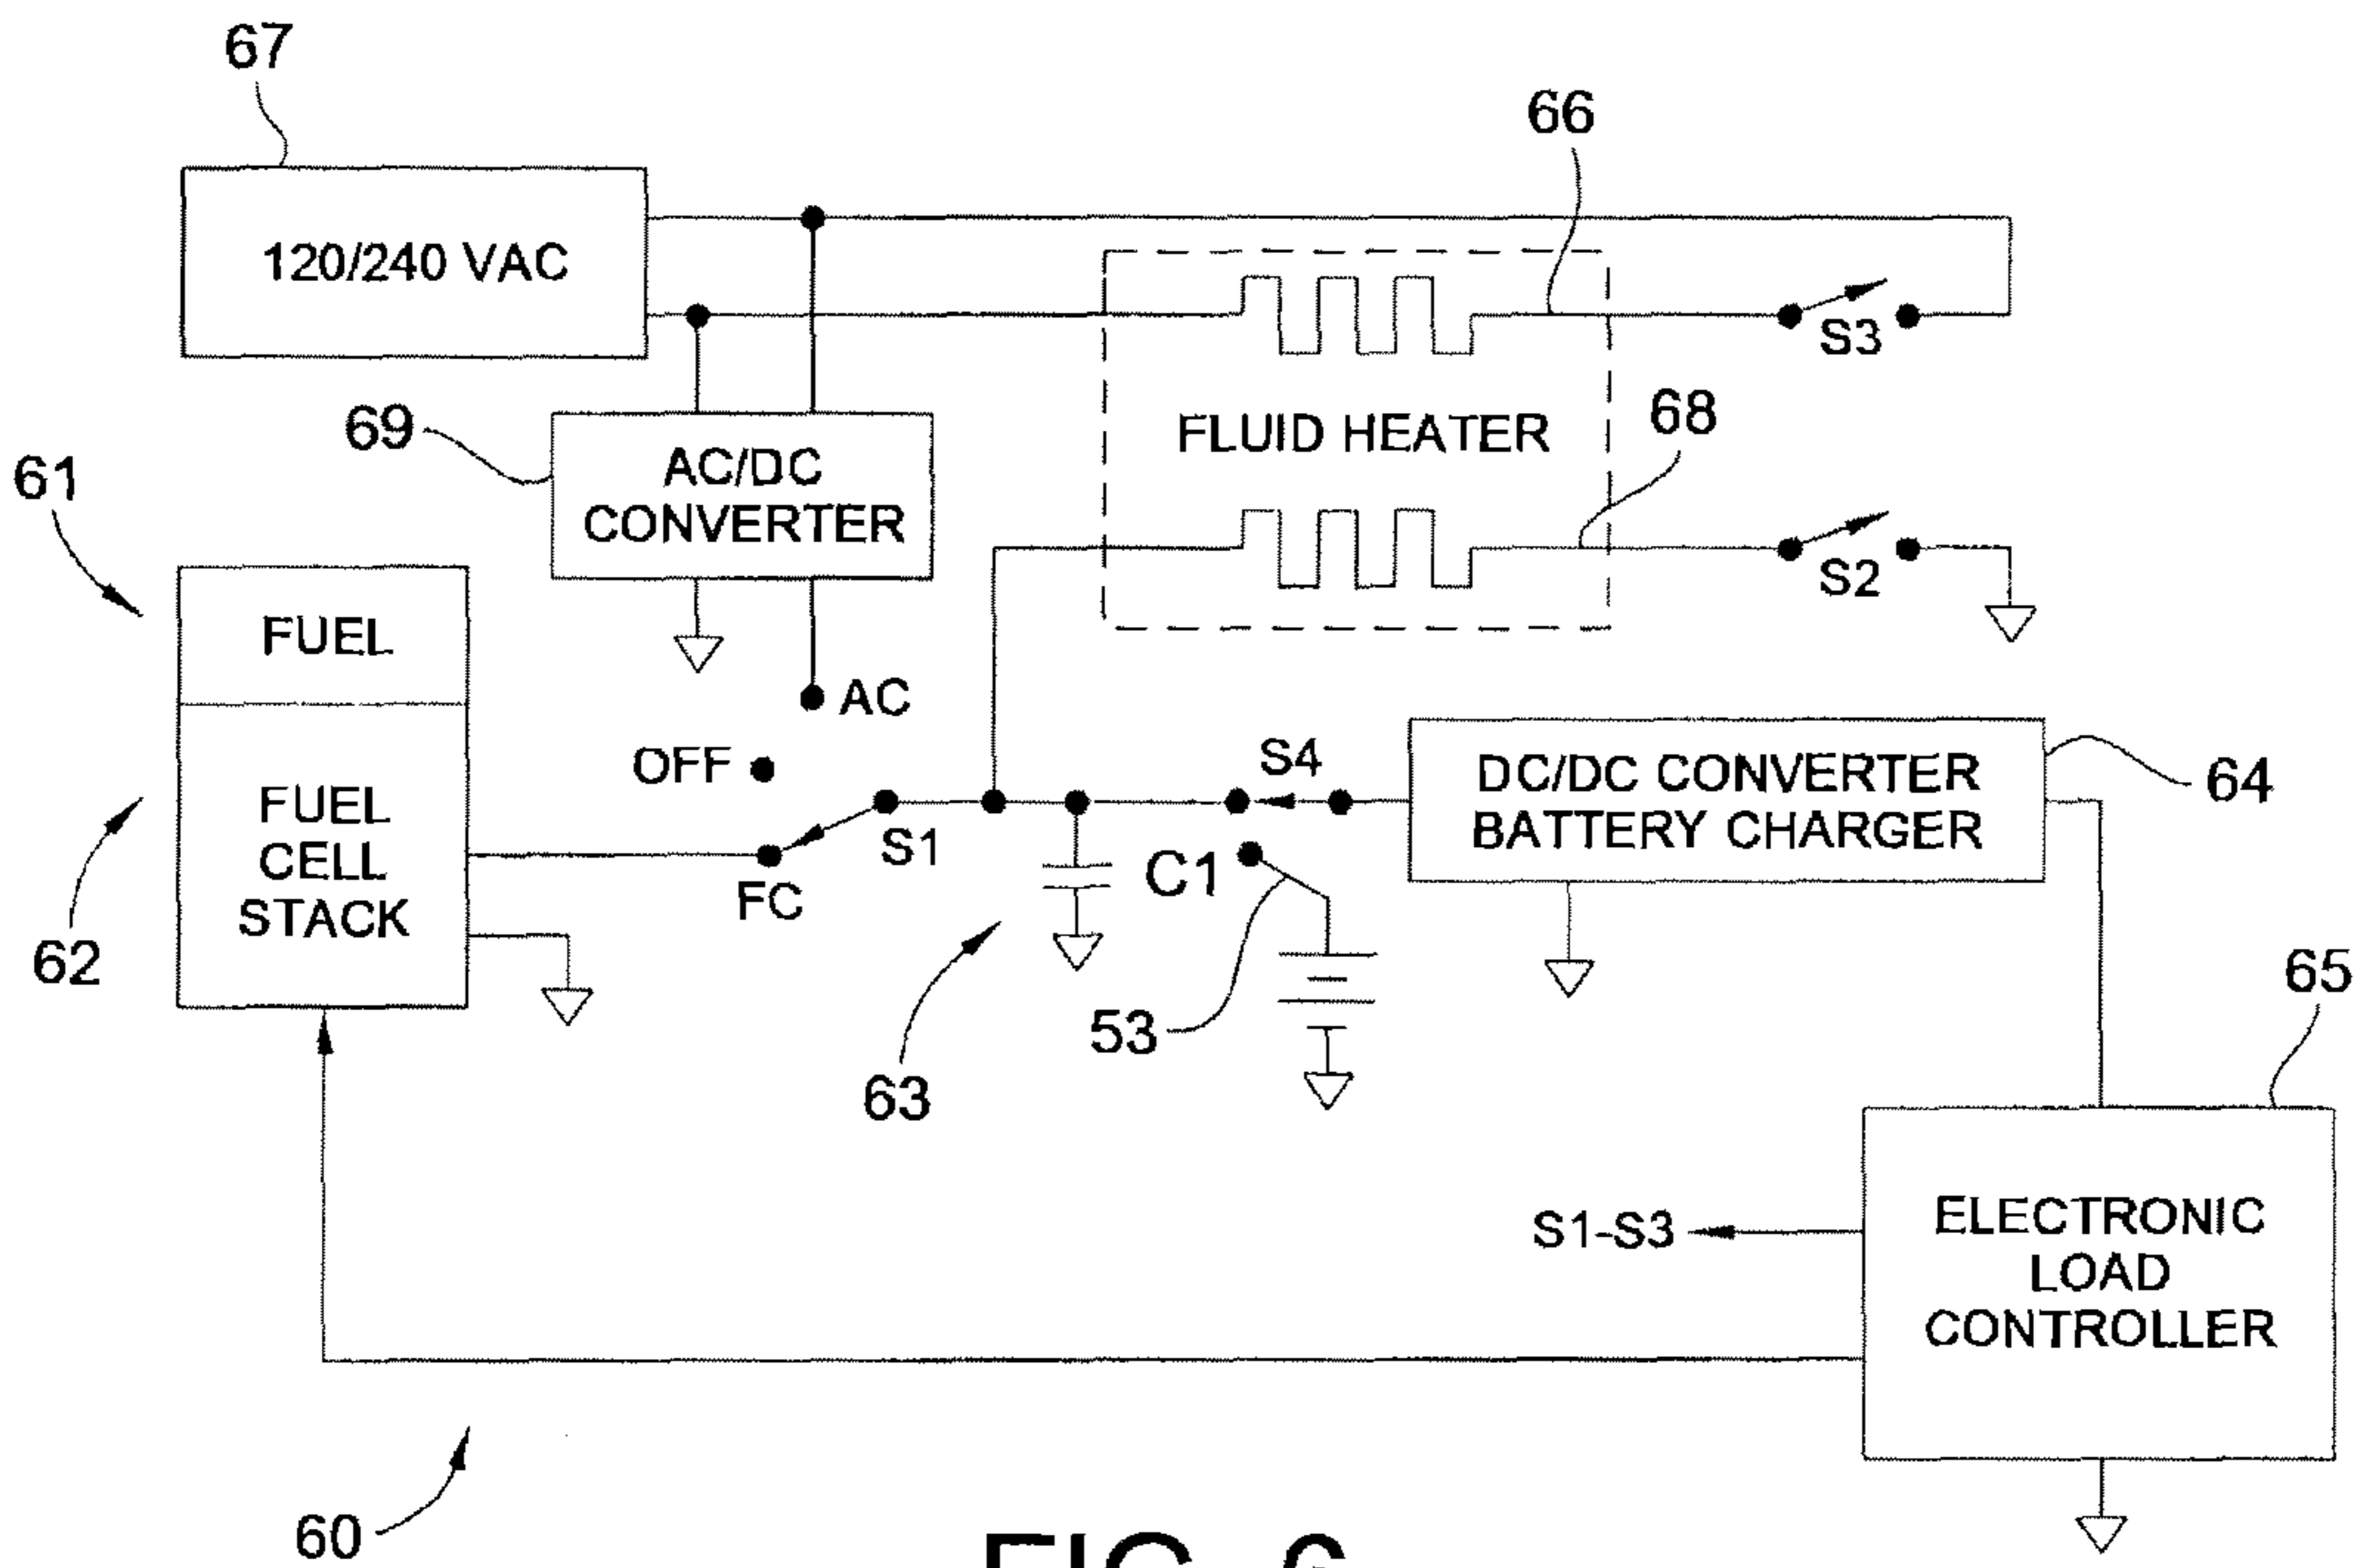 67
66
120/240 VAC
S3
69
AC/DC
CONVERTER
FLUID HEATER
68
61
S2
FUEL
AC
OFF
S4
DC/DC CONVERTER
BATTERY CHARGER
64
FUEL
CELL
STACK
S1
FC
C1
62
53
63
65
S1-S3
ELECTRONIC
LOAD
CONTROLLER
60
FIG. 6